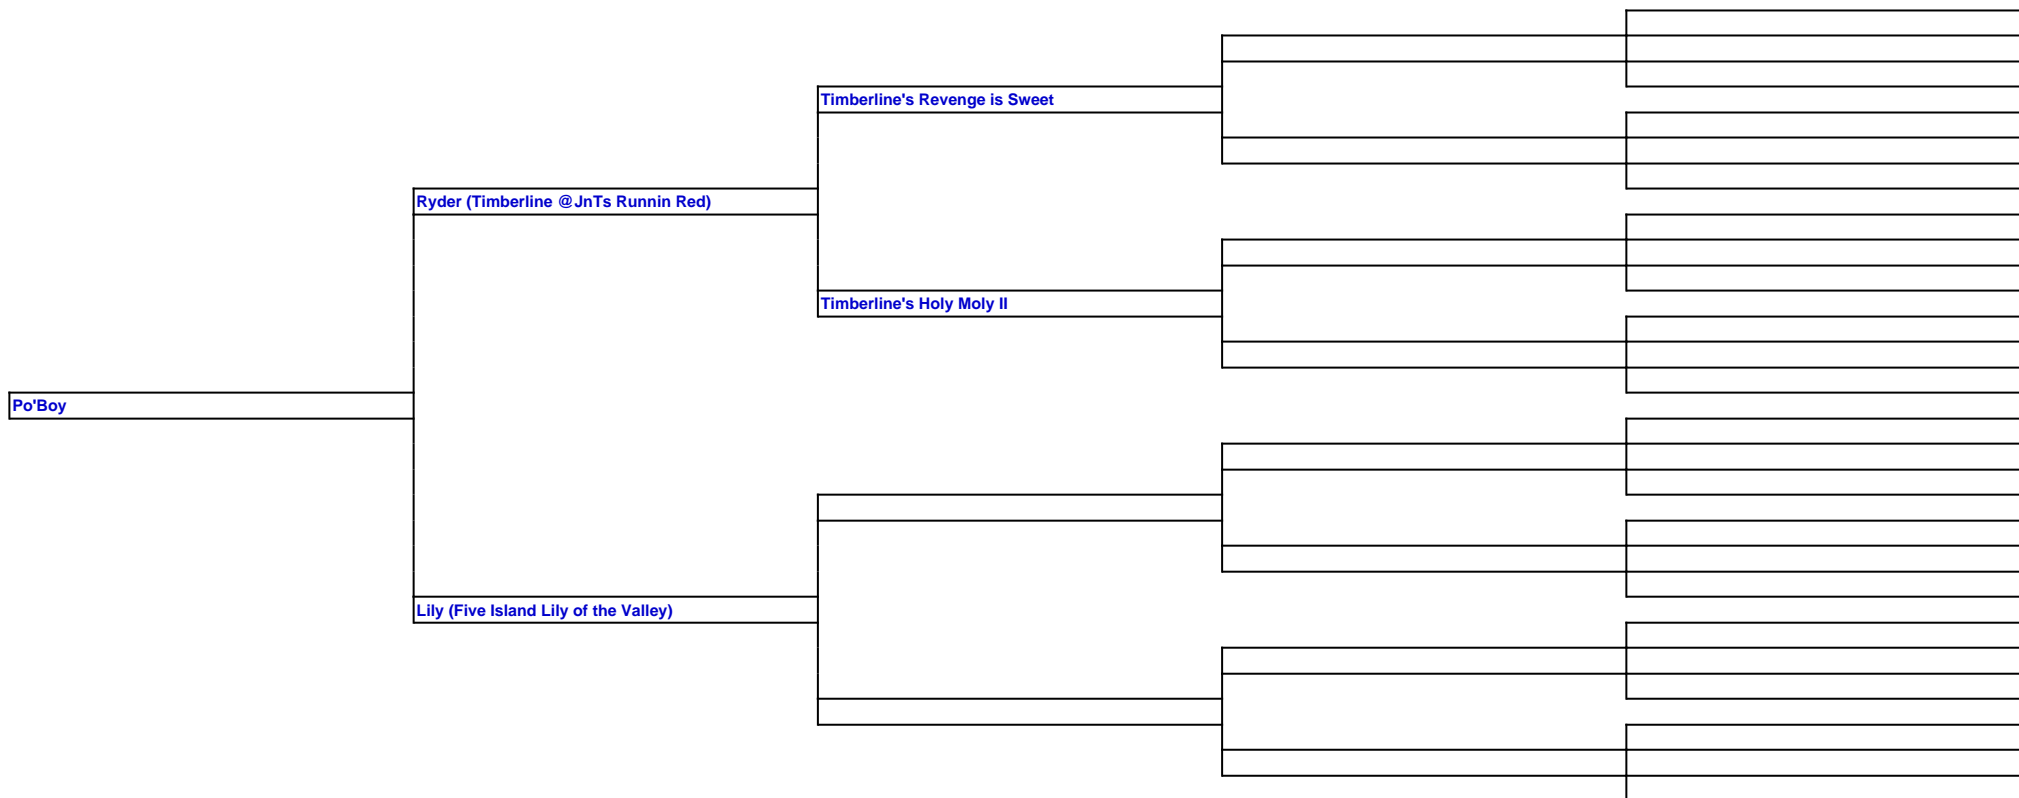 Timberline's Revenge is Sweet
Ryder (Timberline @JnTs Runnin Red)
Timberline's Holy Moly II
Po'Boy
Lily (Five Island Lily of the Valley)